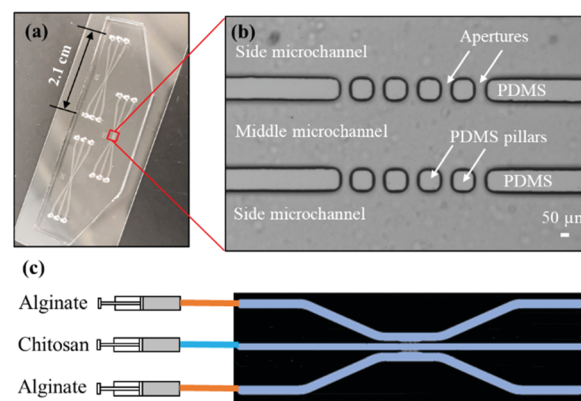 (a)
2.1 cm
(b)
Side microchannel
Apertures
PDMS
Middle microchannel
PDMS pillars
PDMS
Side microchannel
50 µm
(c)
Alginate
Chitosan
Alginate